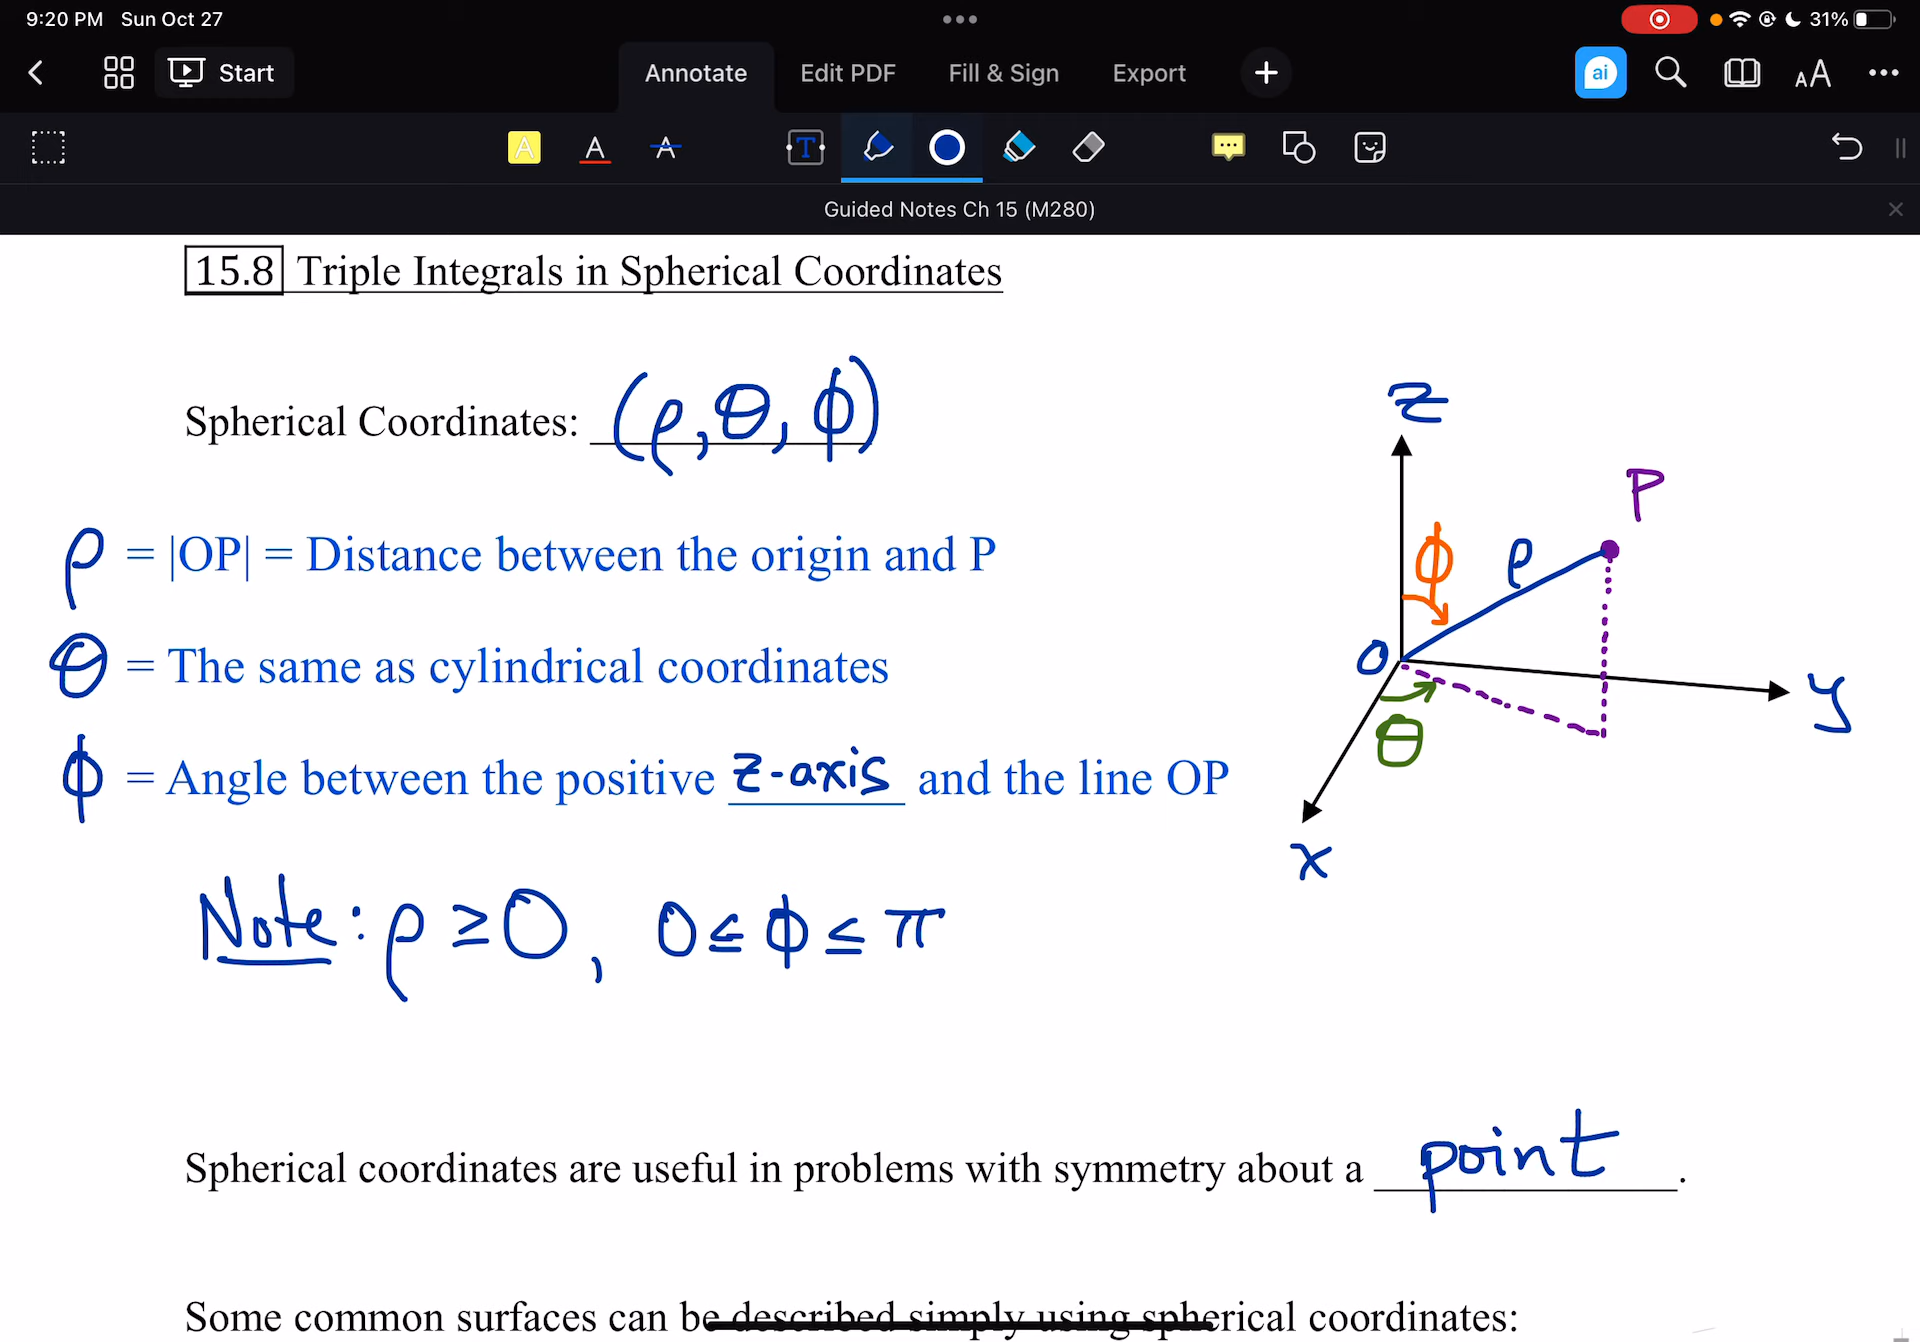 9:20 PM Sun Oct 27
31%
Start
Annotate
Edit PDF
Fill & Sign
Export
ai
AA
A
A
A
T
Guided Notes Ch 15 (M280)
15.8 Triple Integrals in Spherical Coordinates
Spherical Coordinates: (ρ, θ, ϕ)
ρ = |OP| = Distance between the origin and P
θ = The same as cylindrical coordinates
ϕ = Angle between the positive z-axis and the line OP
z
P
ϕ
ρ
O
y
θ
x
Note: ρ ≥ 0, 0 ≤ ϕ ≤ π
Spherical coordinates are useful in problems with symmetry about a point.
Some common surfaces can be described simply using spherical coordinates: